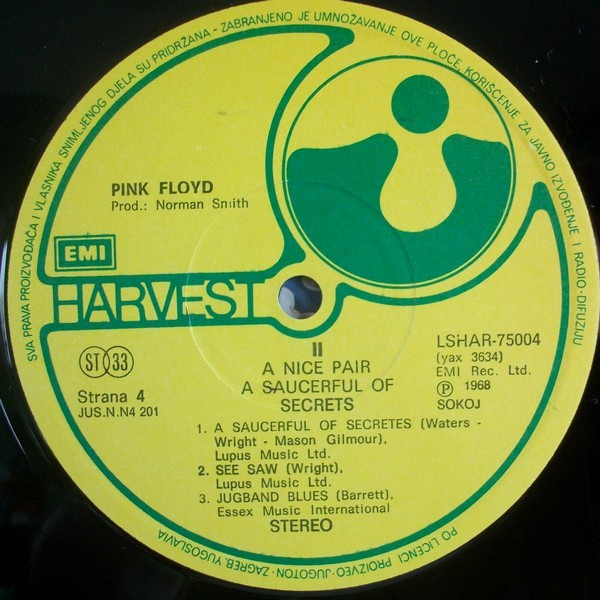 SVA PRAVA PROIZVOĐAČA I VLASNIKA SNIMLJENOG DJELA SU PRIDRŽANA - ZABRANJENO JE UMNOŽAVANJE OVE PLOČE, KORIŠĆENJE ZA JAVNO IZVOĐENJE I RADIO-DIFUZIJU
PINK FLOYD
Prod.: Norman Smith
EMI
HARVEST
ST 33
Strana 4
JUS.N.N4 201
LSHAR-75004
(yax 3634)
EMI Rec. Ltd.
Ⓟ 1968
SOKOJ
II
A NICE PAIR
A SAUCERFUL OF
SECRETS
1. A SAUCERFUL OF SECRETES (Waters -
Wright - Mason Gilmour),
Lupus Music Ltd.
2. SEE SAW (Wright),
Lupus Music Ltd.
3. JUGBAND BLUES (Barrett),
Essex Music International
STEREO
PO LICENCI PROIZVEO-JUGOTON-ZAGREB, YUGOSLAVIA